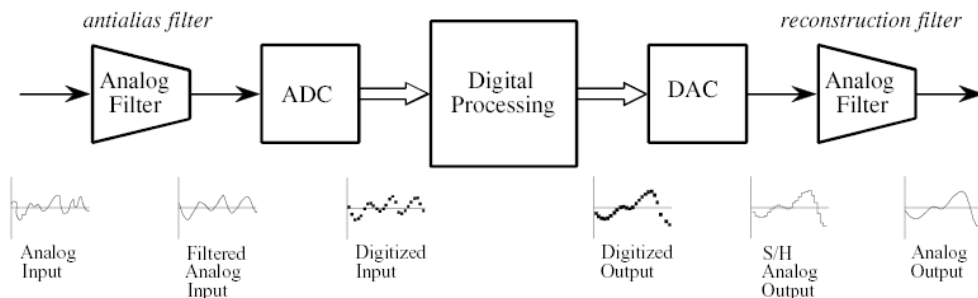 antialias filter
reconstruction filter
Analog
Filter
ADC
Digital
Processing
DAC
Analog
Filter
Analog
Input
Filtered
Analog
Input
Digitized
Input
Digitized
Output
S/H
Analog
Output
Analog
Output